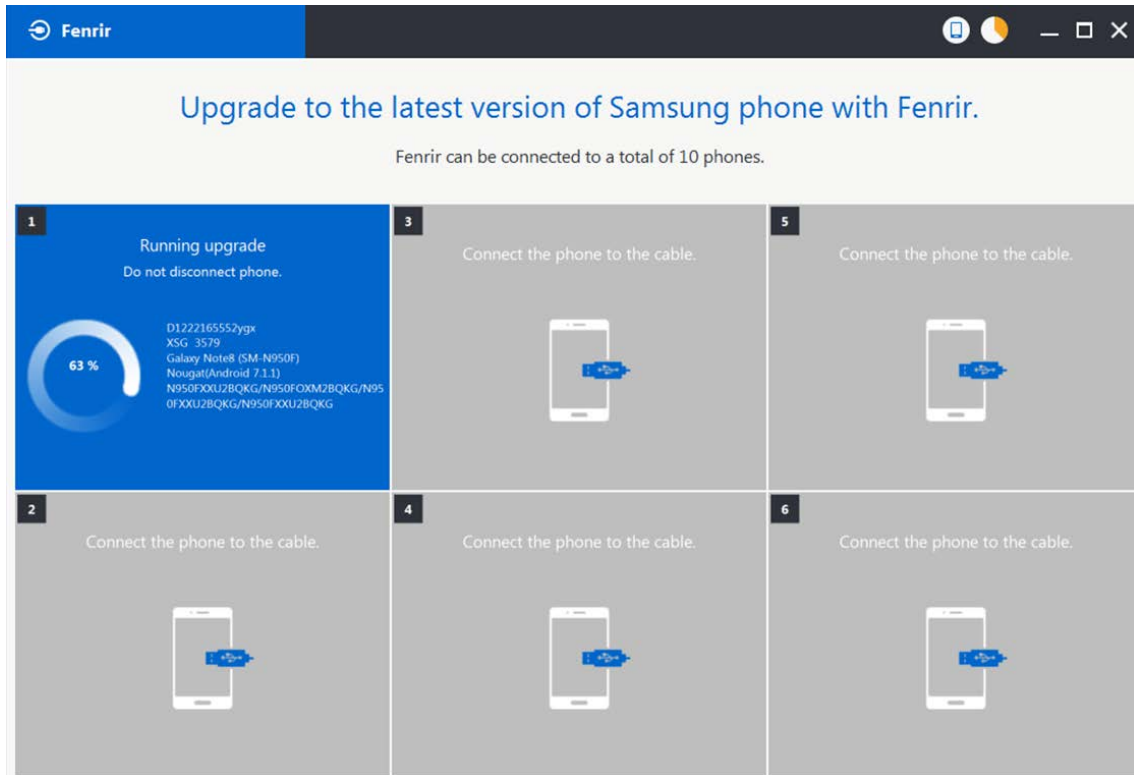 Fenrir
Upgrade to the latest version of Samsung phone with Fenrir.
Fenrir can be connected to a total of 10 phones.
1
Running upgrade
Do not disconnect phone.
63 %
D1222165552ygx
XSG 3579
Galaxy Note8 (SM-N950F)
Nougat(Android 7.1.1)
N950FXXU2BQKG/N950FOXM2BQKG/N95
0FXXU2BQKG/N950FXXU2BQKG
3
Connect the phone to the cable.
5
Connect the phone to the cable.
2
Connect the phone to the cable.
4
Connect the phone to the cable.
6
Connect the phone to the cable.